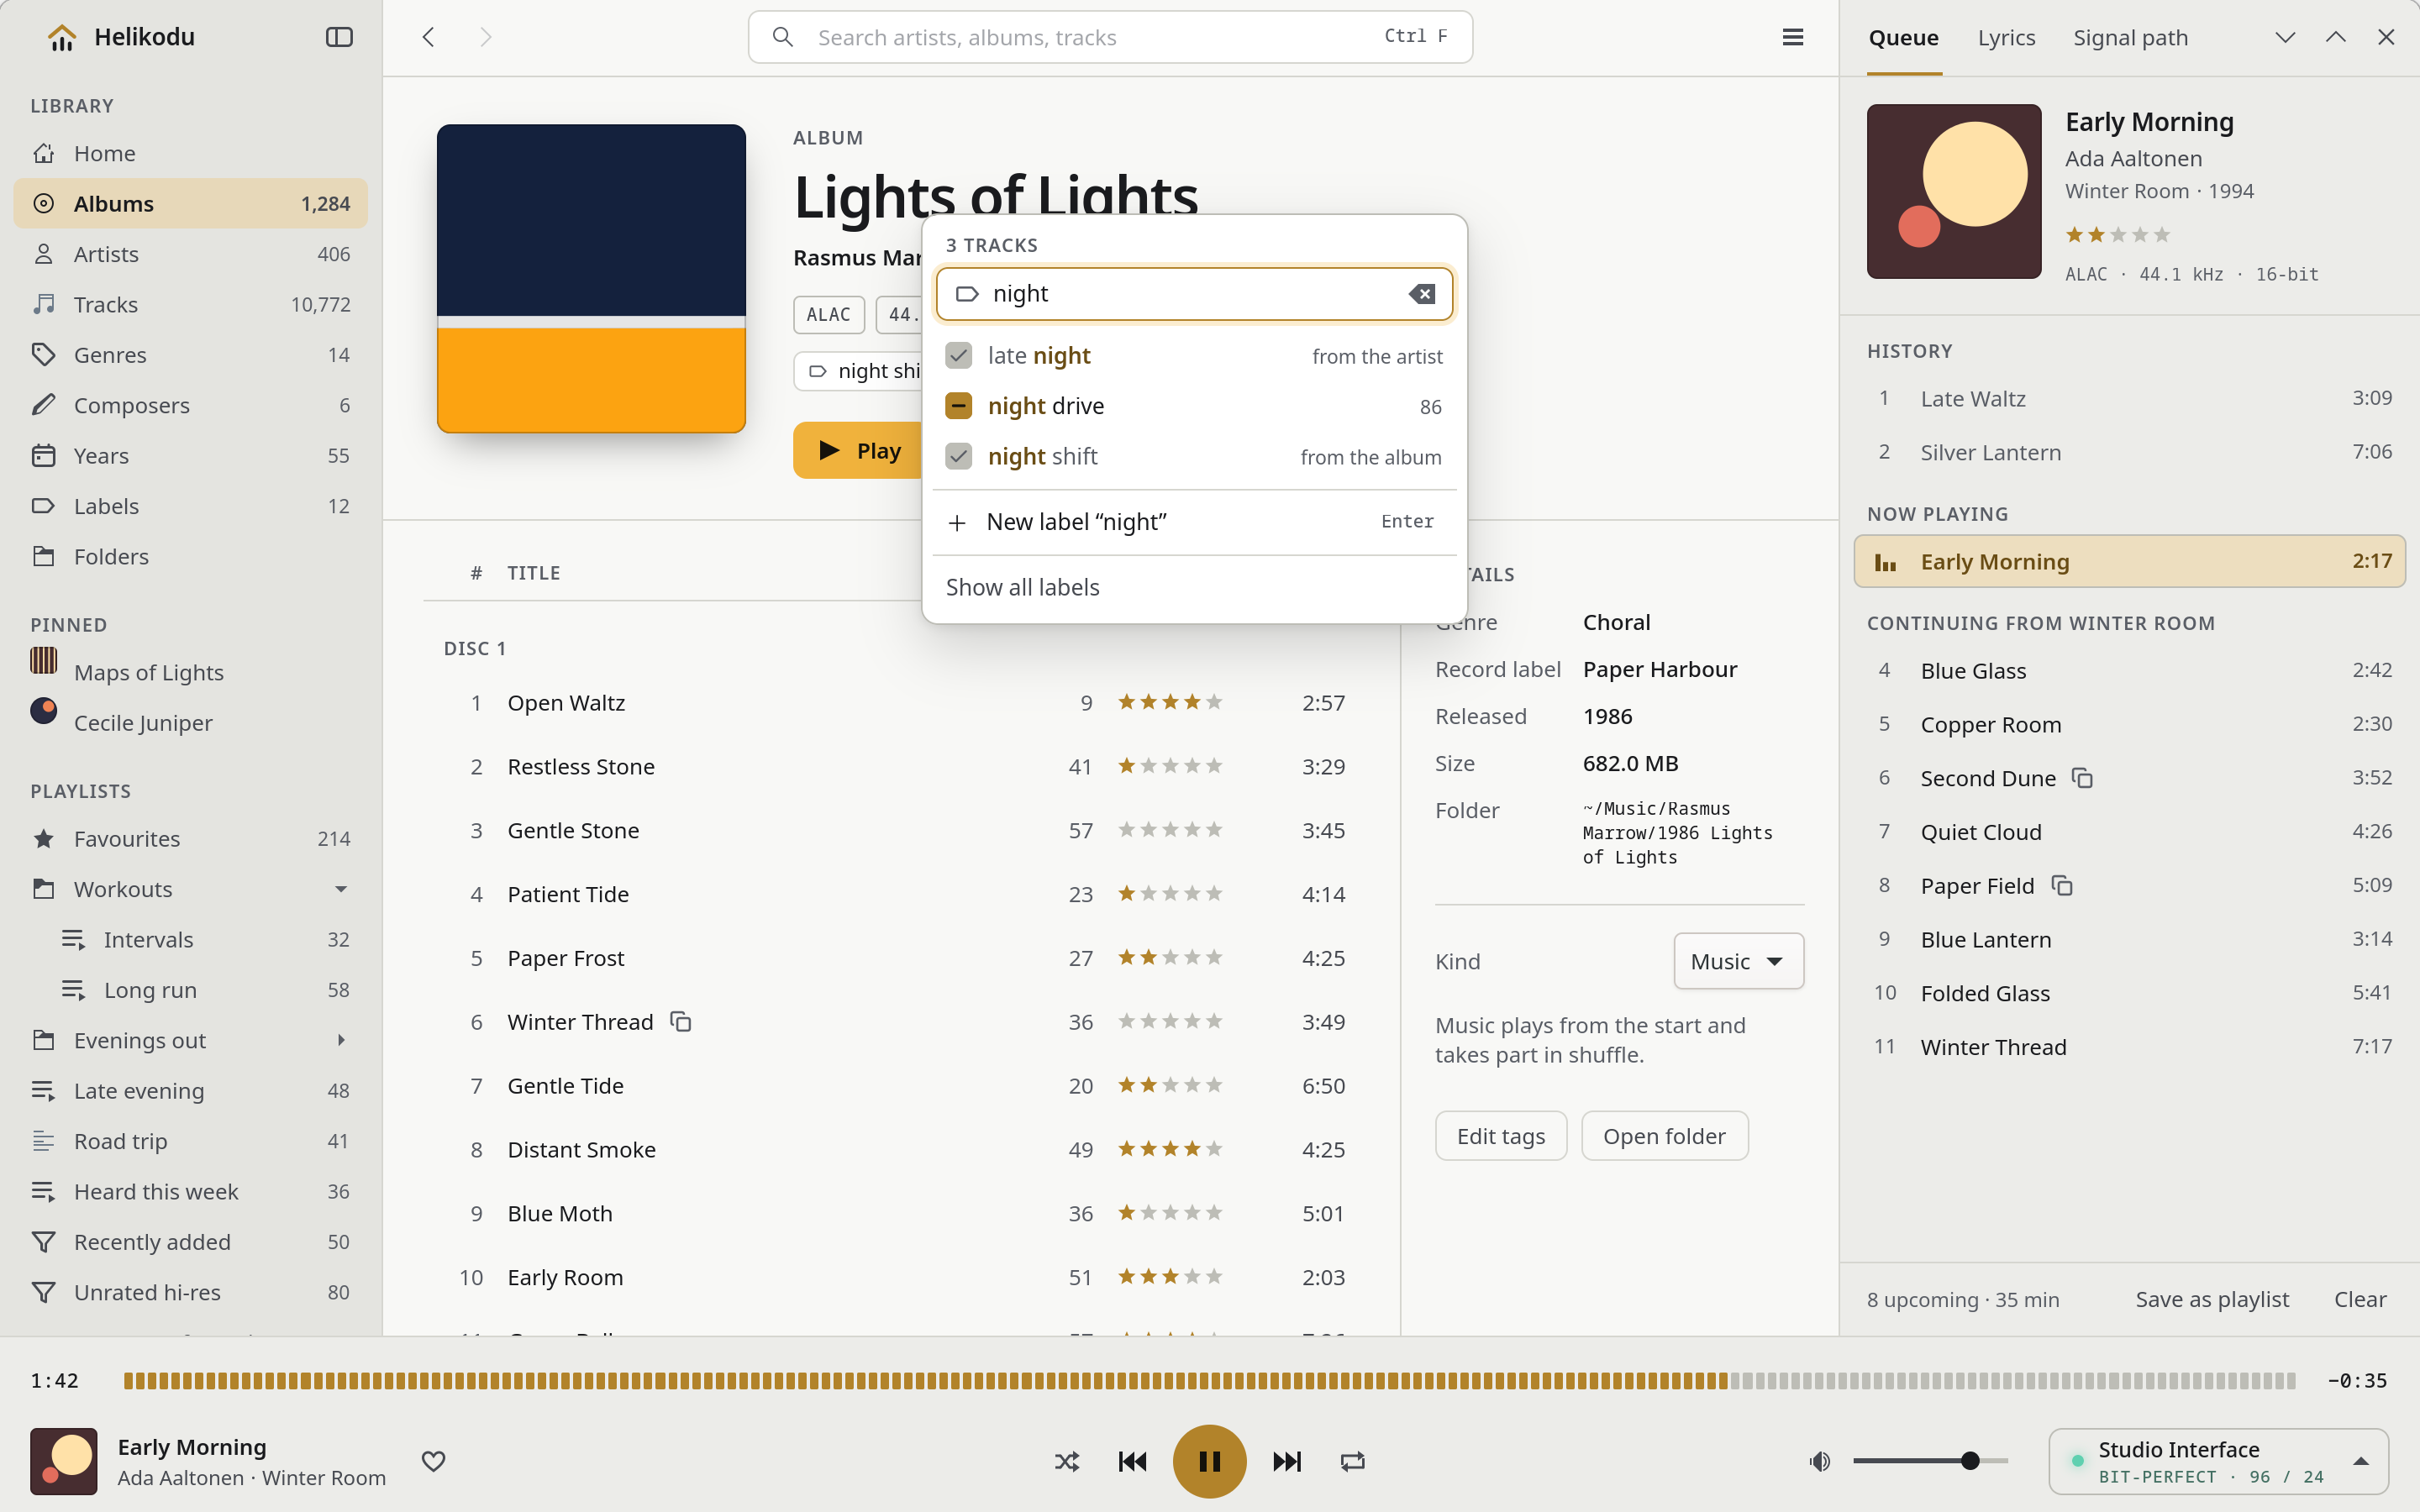 Helikodu
LIBRARY
Home
Albums 1,284
Artists 406
Tracks 10,772
Genres 14
Composers 6
Years 55
Labels 12
Folders
PINNED
Maps of Lights
Cecile Juniper
PLAYLISTS
Favourites 214
Workouts
Intervals 32
Long run 58
Evenings out
Late evening 48
Road trip 41
Heard this week 36
Recently added 50
Unrated hi-res 80
Search artists, albums, tracks Ctrl F
ALBUM
Lights of Lights
Rasmus Mar
ALAC 44.
night shi
Play
3 TRACKS
night
late night from the artist
night drive 86
night shift from the album
New label “night” Enter
Show all labels
# TITLE
DISC 1
1 Open Waltz 9 2:57
2 Restless Stone 41 3:29
3 Gentle Stone 57 3:45
4 Patient Tide 23 4:14
5 Paper Frost 27 4:25
6 Winter Thread 36 3:49
7 Gentle Tide 20 6:50
8 Distant Smoke 49 4:25
9 Blue Moth 36 5:01
10 Early Room 51 2:03
TAILS
Genre Choral
Record label Paper Harbour
Released 1986
Size 682.0 MB
Folder ~/Music/Rasmus
Marrow/1986 Lights
of Lights
Kind Music
Music plays from the start and
takes part in shuffle.
Edit tags Open folder
Queue Lyrics Signal path
Early Morning
Ada Aaltonen
Winter Room · 1994
ALAC · 44.1 kHz · 16-bit
HISTORY
1 Late Waltz 3:09
2 Silver Lantern 7:06
NOW PLAYING
Early Morning 2:17
CONTINUING FROM WINTER ROOM
4 Blue Glass 2:42
5 Copper Room 2:30
6 Second Dune 3:52
7 Quiet Cloud 4:26
8 Paper Field 5:09
9 Blue Lantern 3:14
10 Folded Glass 5:41
11 Winter Thread 7:17
8 upcoming · 35 min Save as playlist Clear
1:42 −0:35
Early Morning
Ada Aaltonen · Winter Room
Studio Interface
BIT-PERFECT · 96 / 24